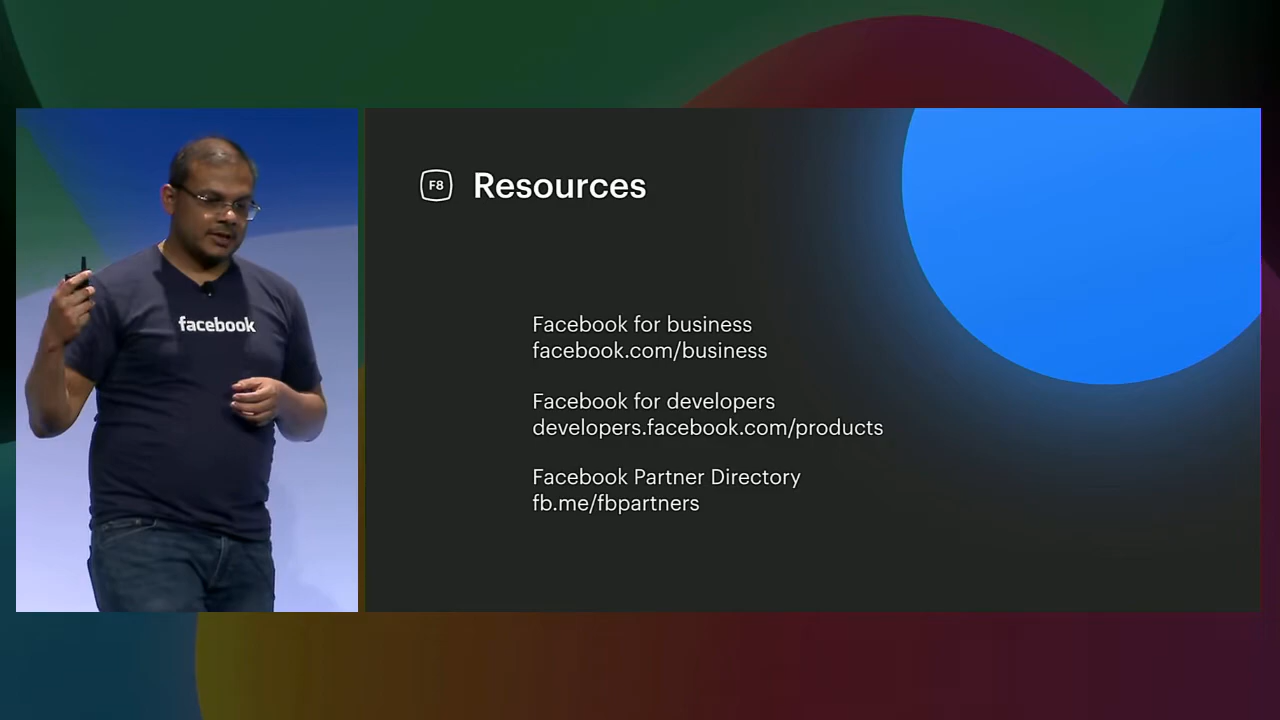 facebook
F8 Resources
Facebook for business
facebook.com/business
Facebook for developers
developers.facebook.com/products
Facebook Partner Directory
fb.me/fbpartners